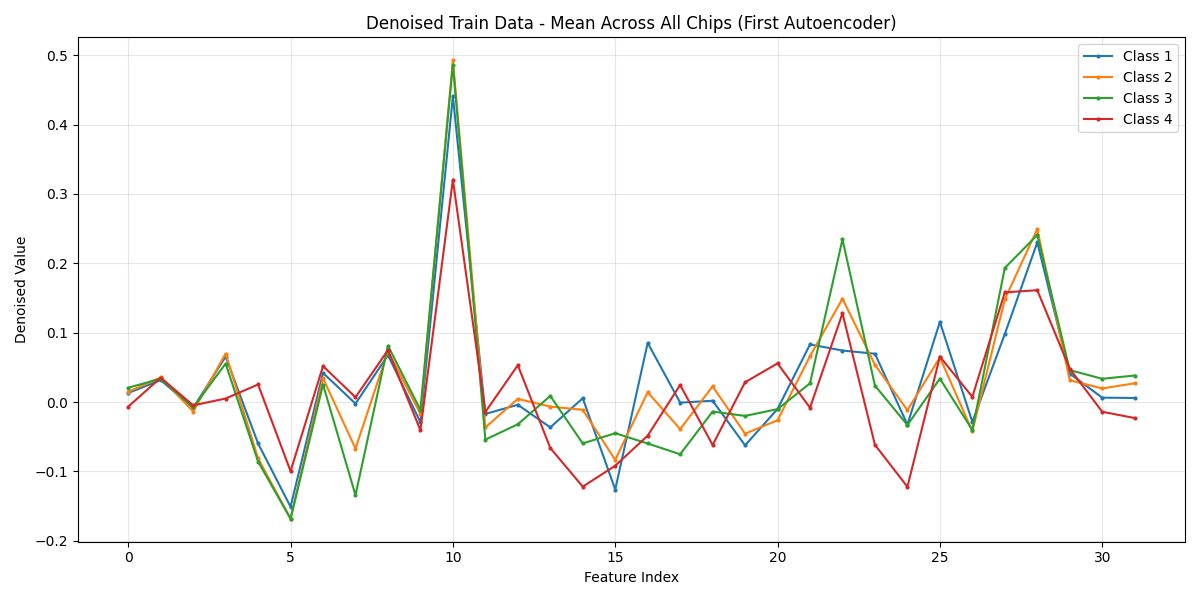 Denoised Train Data - Mean Across All Chips (First Autoencoder)
Class 1
Class 2
Class 3
Class 4
Denoised Value
0.5
0.4
0.3
0.2
0.1
0.0
−0.1
−0.2
0 5 10 15 20 25 30
Feature Index